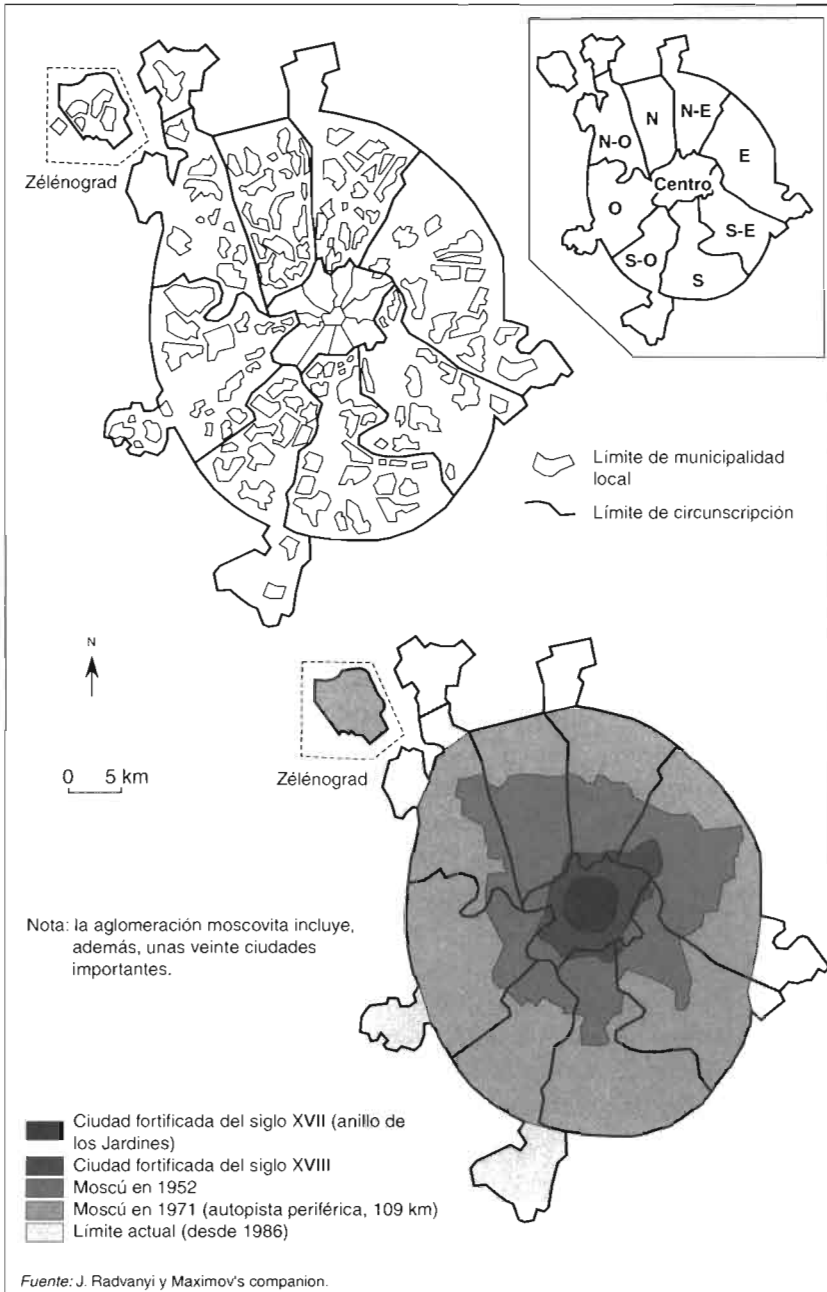 Zélénograd
N-O
N
N-E
E
Centro
O
S-E
S-O
S
Límite de municipalidad
local
Límite de circunscripción
N
0 5 km
Zélénograd
Nota: la aglomeración moscovita incluye,
además, unas veinte ciudades
importantes.
Ciudad fortificada del siglo XVII (anillo de
los Jardines)
Ciudad fortificada del siglo XVIII
Moscú en 1952
Moscú en 1971 (autopista periférica, 109 km)
Límite actual (desde 1986)
Fuente: J. Radvanyi y Maximov's companion.